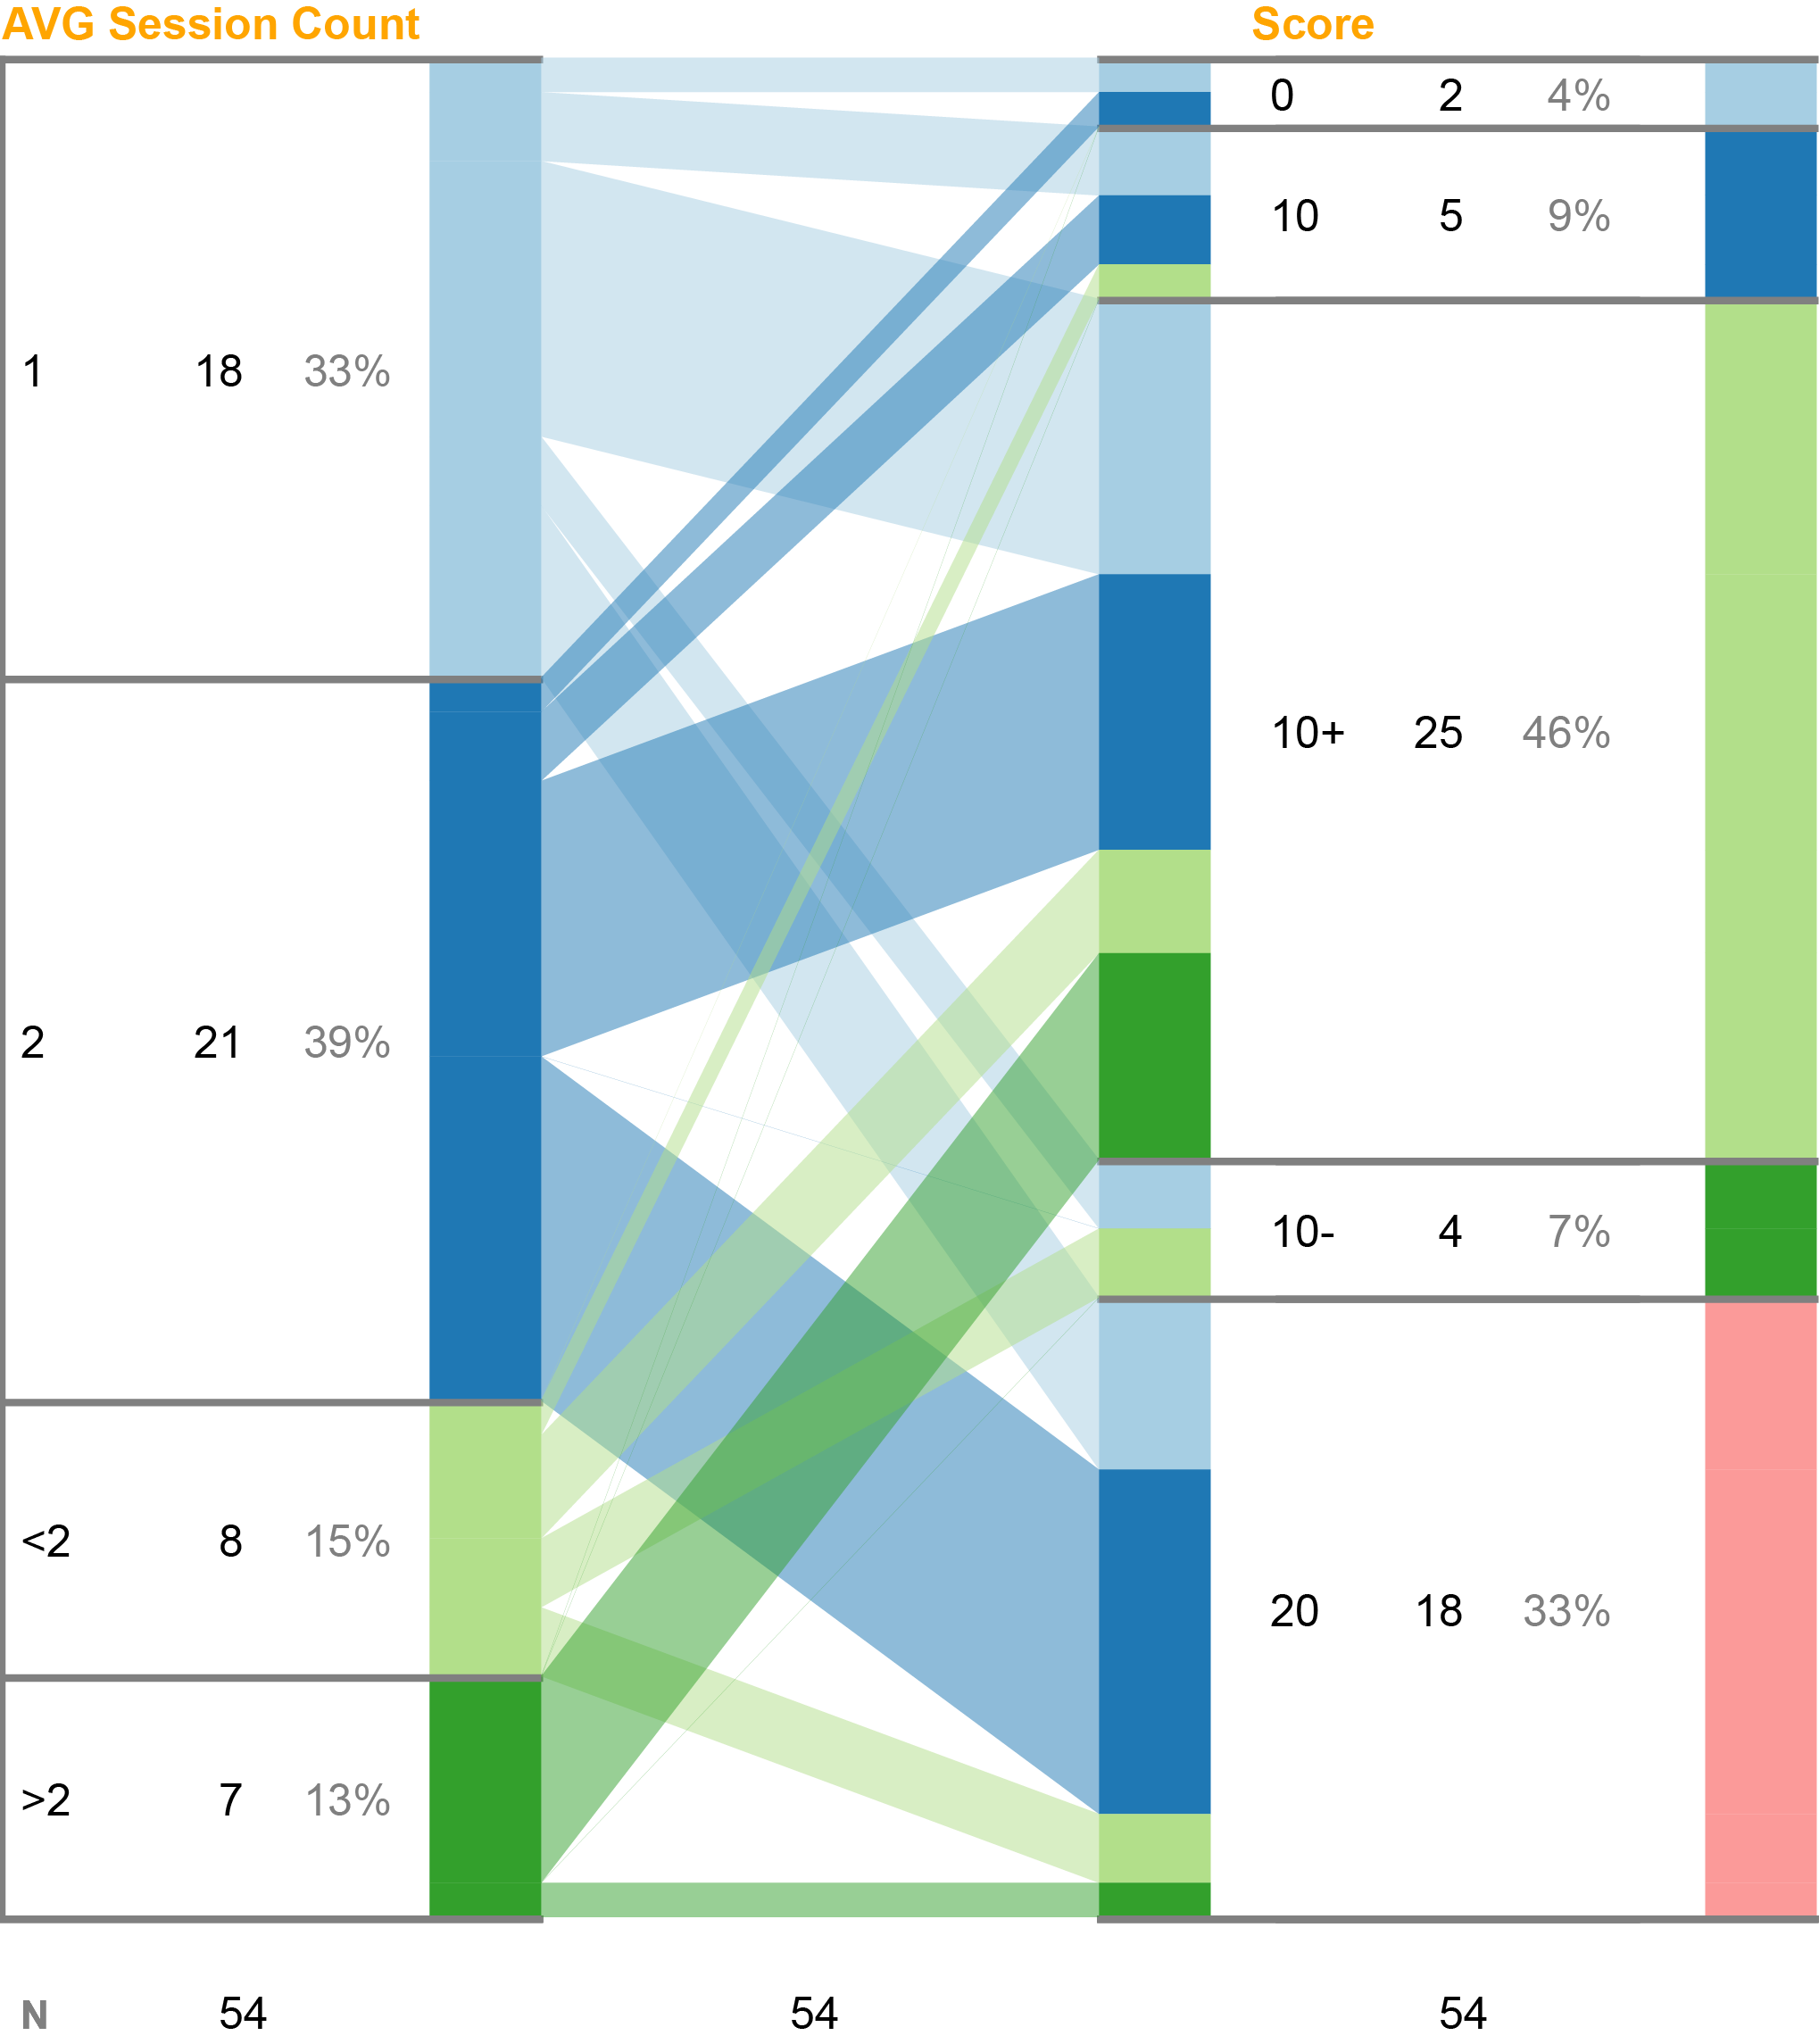 AVG Session Count Score
0 2 4%
10 5 9%
1 18 33%
10+ 25 46%
2 21 39%
10- 4 7%
<2 8 15%
20 18 33%
>2 7 13%
N 54 54 54